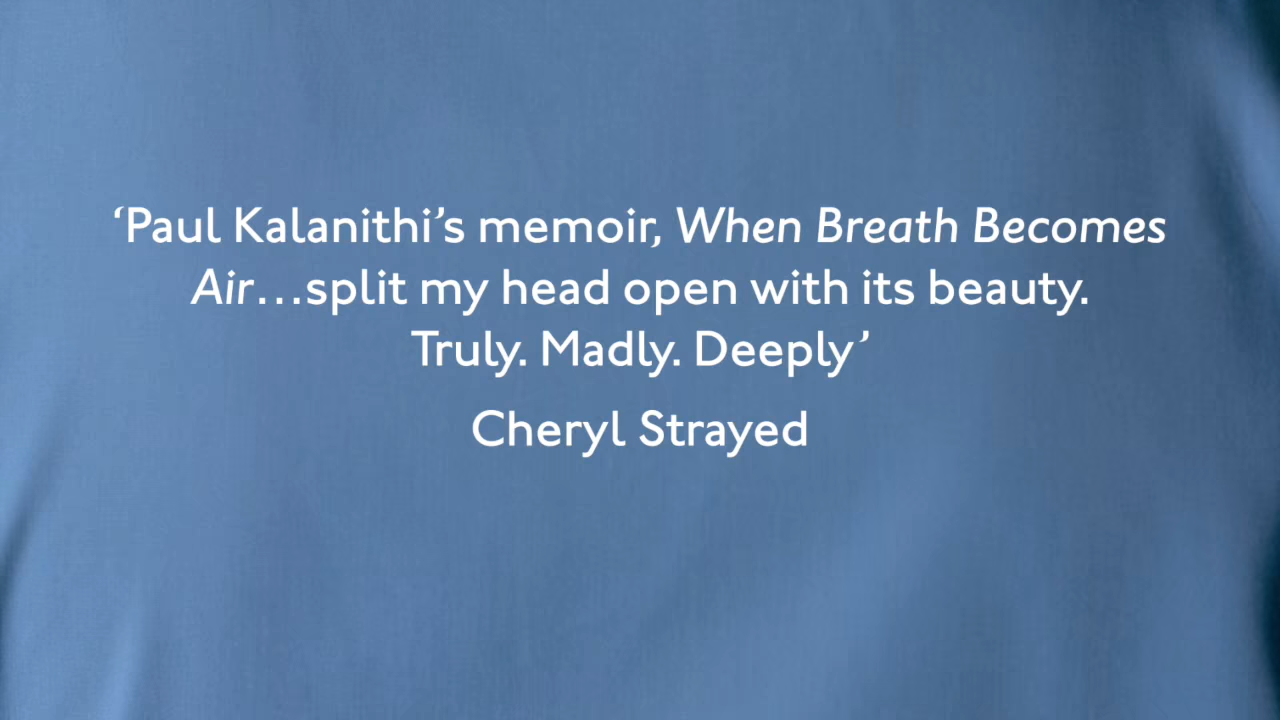 ‘Paul Kalanithi’s memoir, When Breath Becomes
Air...split my head open with its beauty.
Truly. Madly. Deeply’
Cheryl Strayed